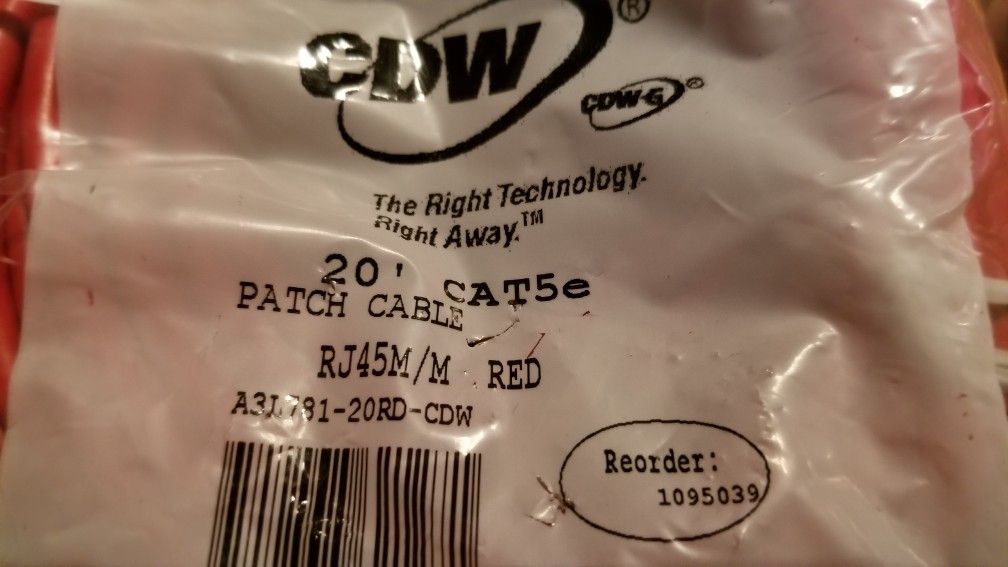 CDW®
CDW-G®
The Right Technology.
Right Away.™
20' CAT5e
PATCH CABLE
RJ45M/M RED
A3L781-20RD-CDW
Reorder:
1095039